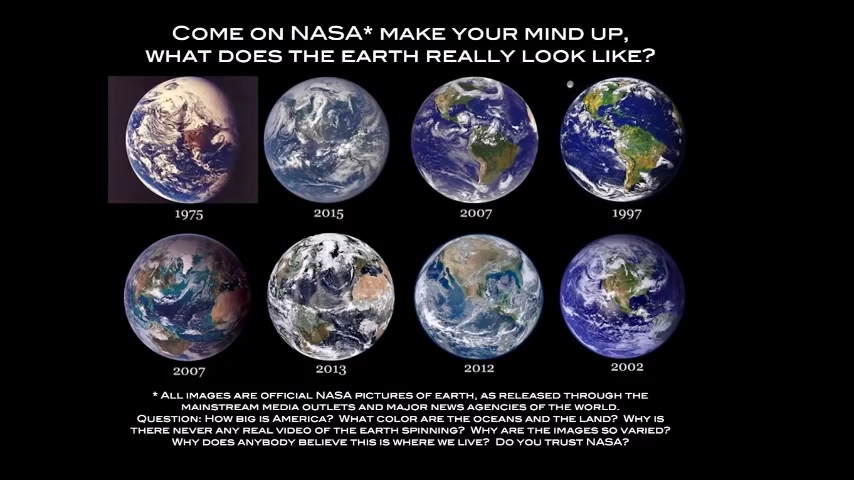 Come on NASA* make your mind up,
what does the earth really look like?
1975
2015
2007
1997
2007
2013
2012
2002
* All images are official NASA pictures of earth, as released through the
mainstream media outlets and major news agencies of the world.
Question: How big is America? What color are the oceans and the land? Why is
there never any real video of the earth spinning? Why are the images so varied?
Why does anybody believe this is where we live? Do you trust NASA?